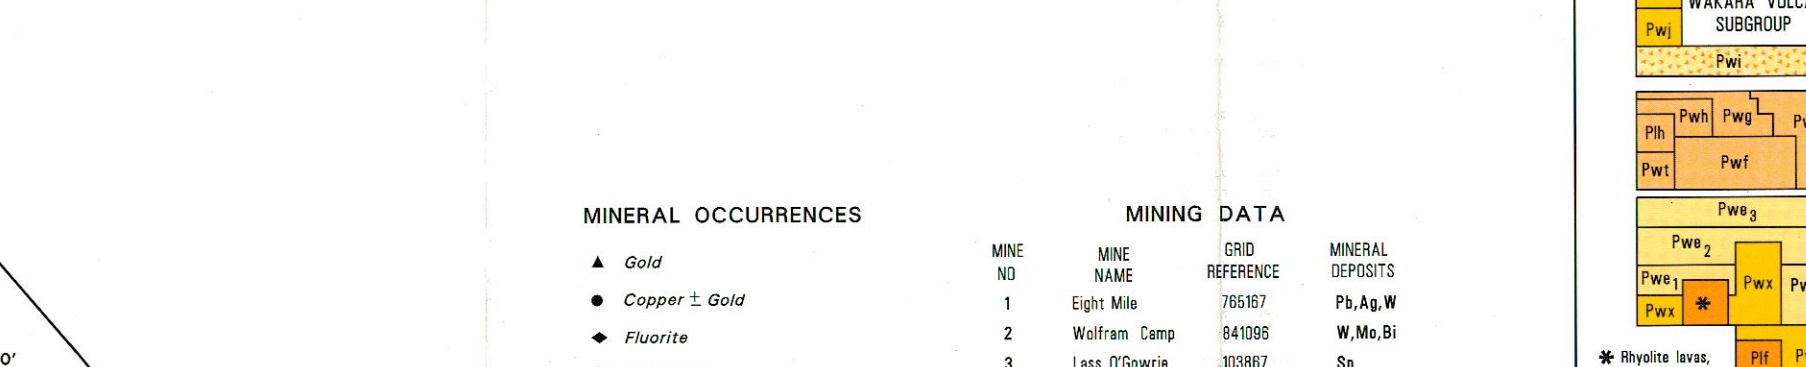 MINERAL OCCURRENCES
▲ Gold
● Copper ± Gold
◆ Fluorite
MINING DATA
MINE NO MINE NAME GRID REFERENCE MINERAL DEPOSITS
1 Eight Mile 765167 Pb,Ag,W
2 Wolfram Camp 841096 W,Mo,Bi
3 Lass O'Gowrie 103867 Sn
0'
WAKARA
SUBGROUP
Pwj
Pwi
Plh Pwh Pwg
Pwt Pwf
Pwe3
Pwe2
Pwe1 Pwx
Pwx *
* Rhyolite lavas,
Plf